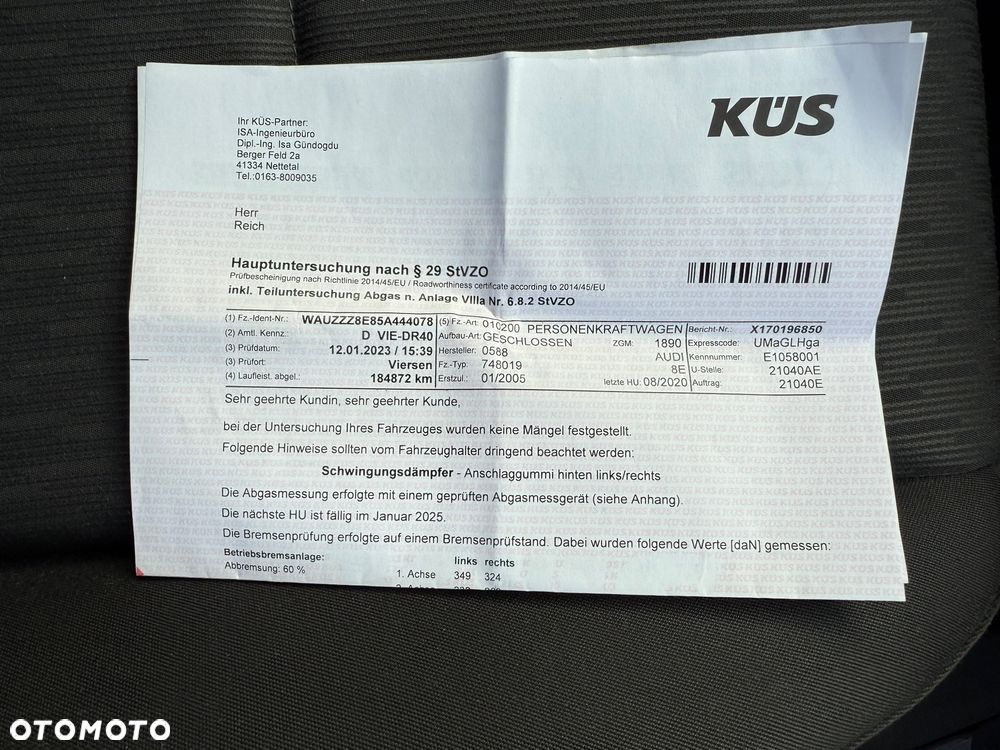 KÜS
Ihr KÜS-Partner:
ISA-Ingenieurbüro
Dipl.-Ing. Isa Gündogdu
Berger Feld 2a
41334 Nettetal
Tel.:0163-8009035
Herr
Reich
Hauptuntersuchung nach § 29 StVZO
Prüfbescheinigung nach Richtlinie 2014/45/EU / Roadworthiness certificate according to 2014/45/EU
inkl. Teiluntersuchung Abgas n. Anlage VIIIa Nr. 6.8.2 StVZO
(1) Fz.-Ident-Nr.: WAUZZZ8E85A444078 (5) Fz.-Art: 010200 PERSONENKRAFTWAGEN Bericht-Nr.: X170196850
(2) Amtl. Kennz.: D VIE-DR40 Aufbau-Art: GESCHLOSSEN ZGM: 1890 Expresscode: UMaGLHga
(3) Prüfdatum: 12.01.2023 / 15:39 Hersteller: 0588 AUDI Kennnummer: E1058001
(3) Prüfort: Viersen Fz.-Typ: 748019 8E U-Stelle: 21040AE
(4) Laufleist. abgel.: 184872 km Erstzul.: 01/2005 letzte HU: 08/2020 Auftrag: 21040E
Sehr geehrte Kundin, sehr geehrter Kunde,
bei der Untersuchung Ihres Fahrzeuges wurden keine Mängel festgestellt.
Folgende Hinweise sollten vom Fahrzeughalter dringend beachtet werden:
Schwingungsdämpfer - Anschlaggummi hinten links/rechts
Die Abgasmessung erfolgte mit einem geprüften Abgasmessgerät (siehe Anhang).
Die nächste HU ist fällig im Januar 2025.
Die Bremsenprüfung erfolgte auf einem Bremsenprüfstand. Dabei wurden folgende Werte [daN] gemessen:
Betriebsbremsanlage: links rechts
Abbremsung: 60 % 1. Achse 349 324
2. Achse
OTOMOTO